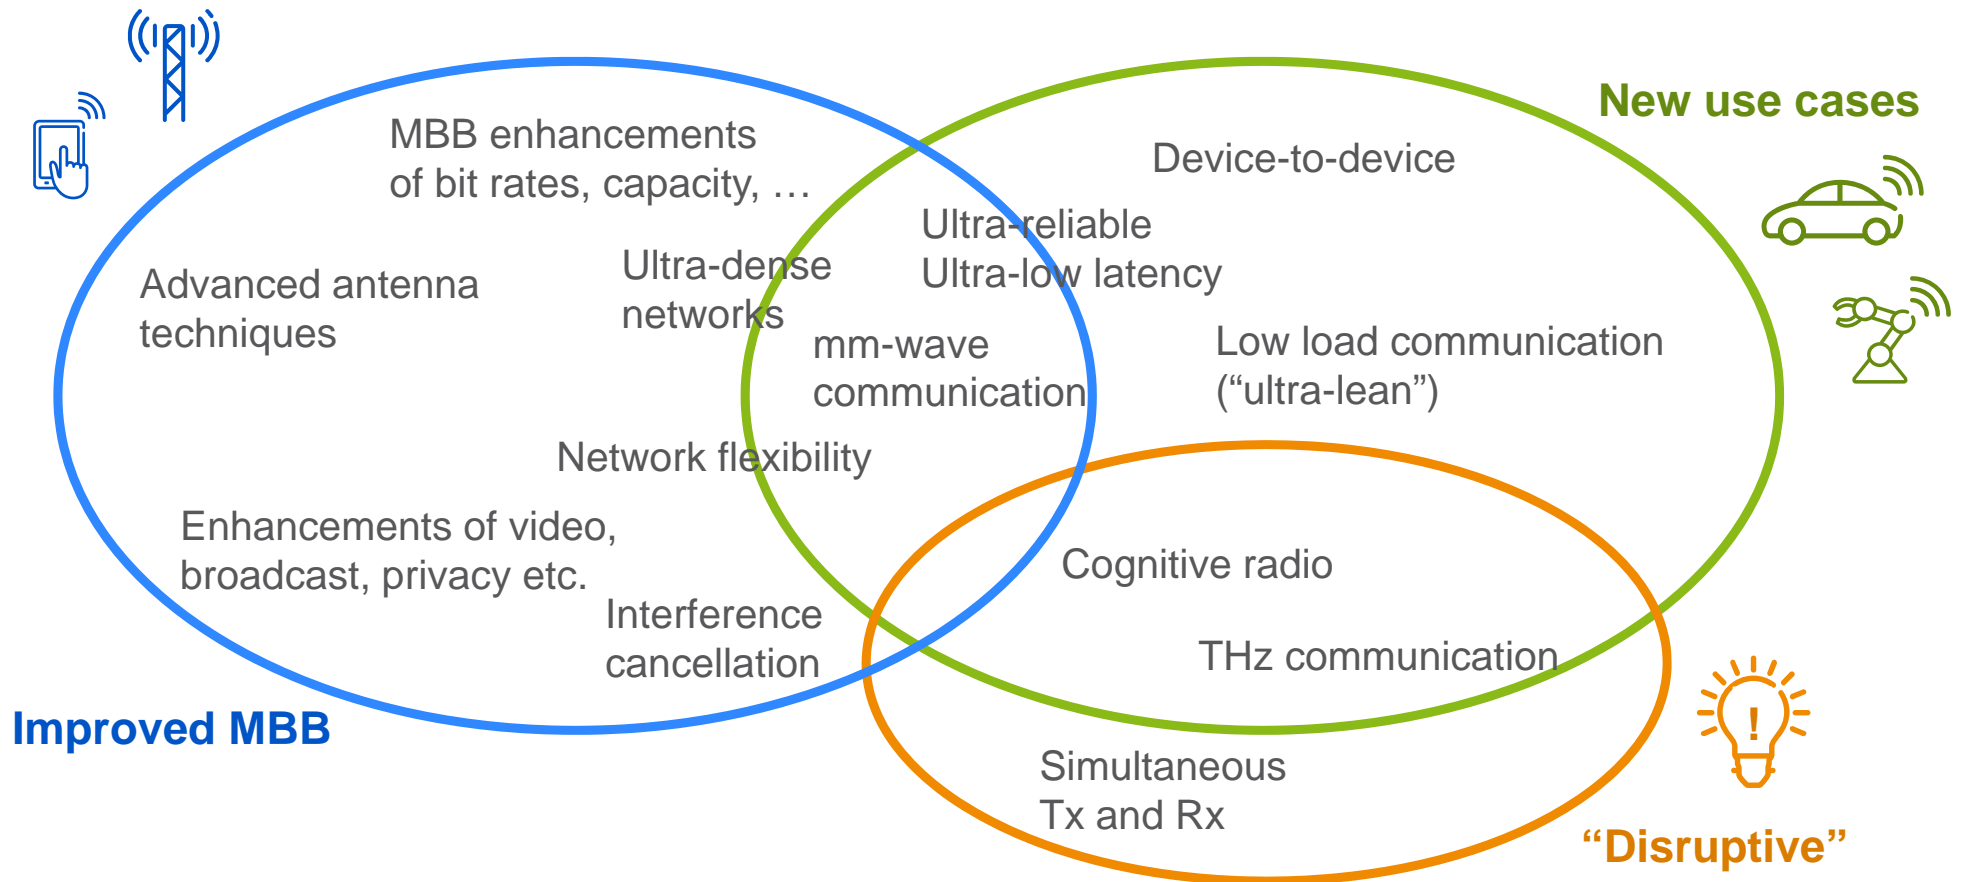 New use cases
MBB enhancements
of bit rates, capacity, …
Device-to-device
Ultra-reliable
Ultra-low latency
Ultra-dense
networks
Advanced antenna
techniques
mm-wave
communication
Low load communication
(“ultra-lean”)
Network flexibility
Enhancements of video,
broadcast, privacy etc.
Cognitive radio
Interference
cancellation
THz communication
Improved MBB
!
Simultaneous
Tx and Rx
“Disruptive”